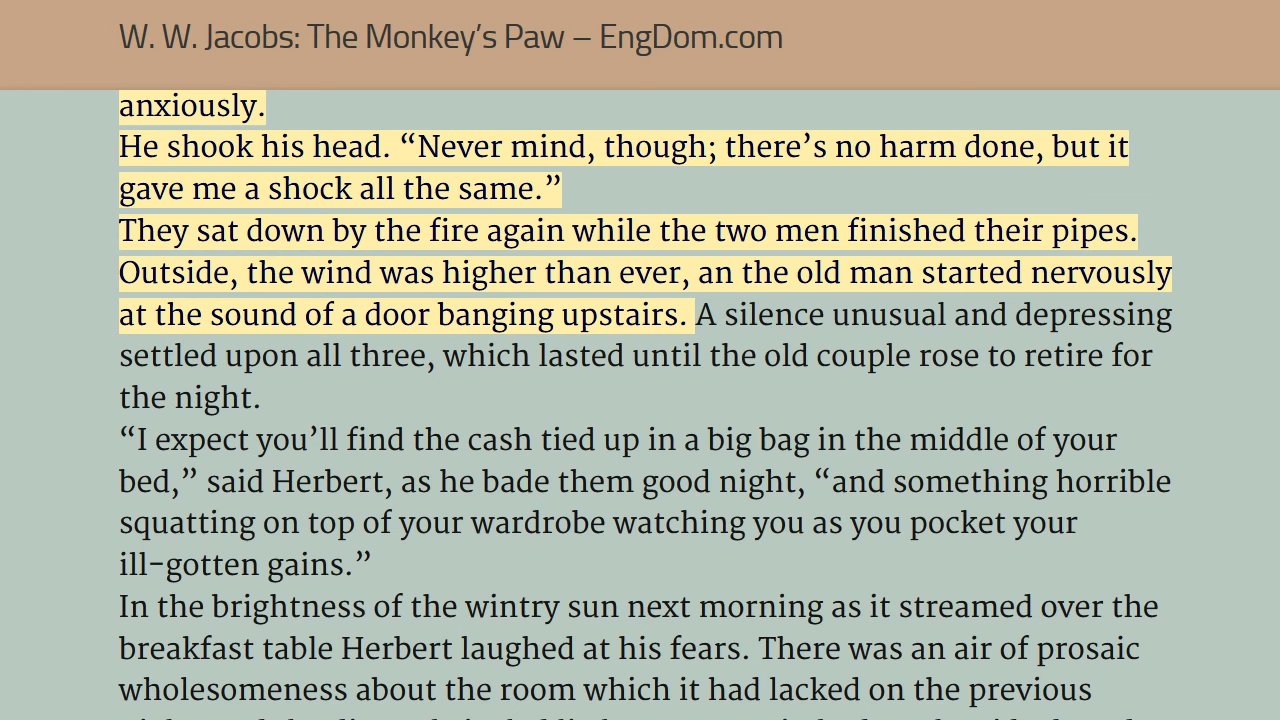 W. W. Jacobs: The Monkey’s Paw – EngDom.com
anxiously.
He shook his head. “Never mind, though; there’s no harm done, but it
gave me a shock all the same.”
They sat down by the fire again while the two men finished their pipes.
Outside, the wind was higher than ever, an the old man started nervously
at the sound of a door banging upstairs. A silence unusual and depressing
settled upon all three, which lasted until the old couple rose to retire for
the night.
“I expect you’ll find the cash tied up in a big bag in the middle of your
bed,” said Herbert, as he bade them good night, “and something horrible
squatting on top of your wardrobe watching you as you pocket your
ill-gotten gains.”
In the brightness of the wintry sun next morning as it streamed over the
breakfast table Herbert laughed at his fears. There was an air of prosaic
wholesomeness about the room which it had lacked on the previous